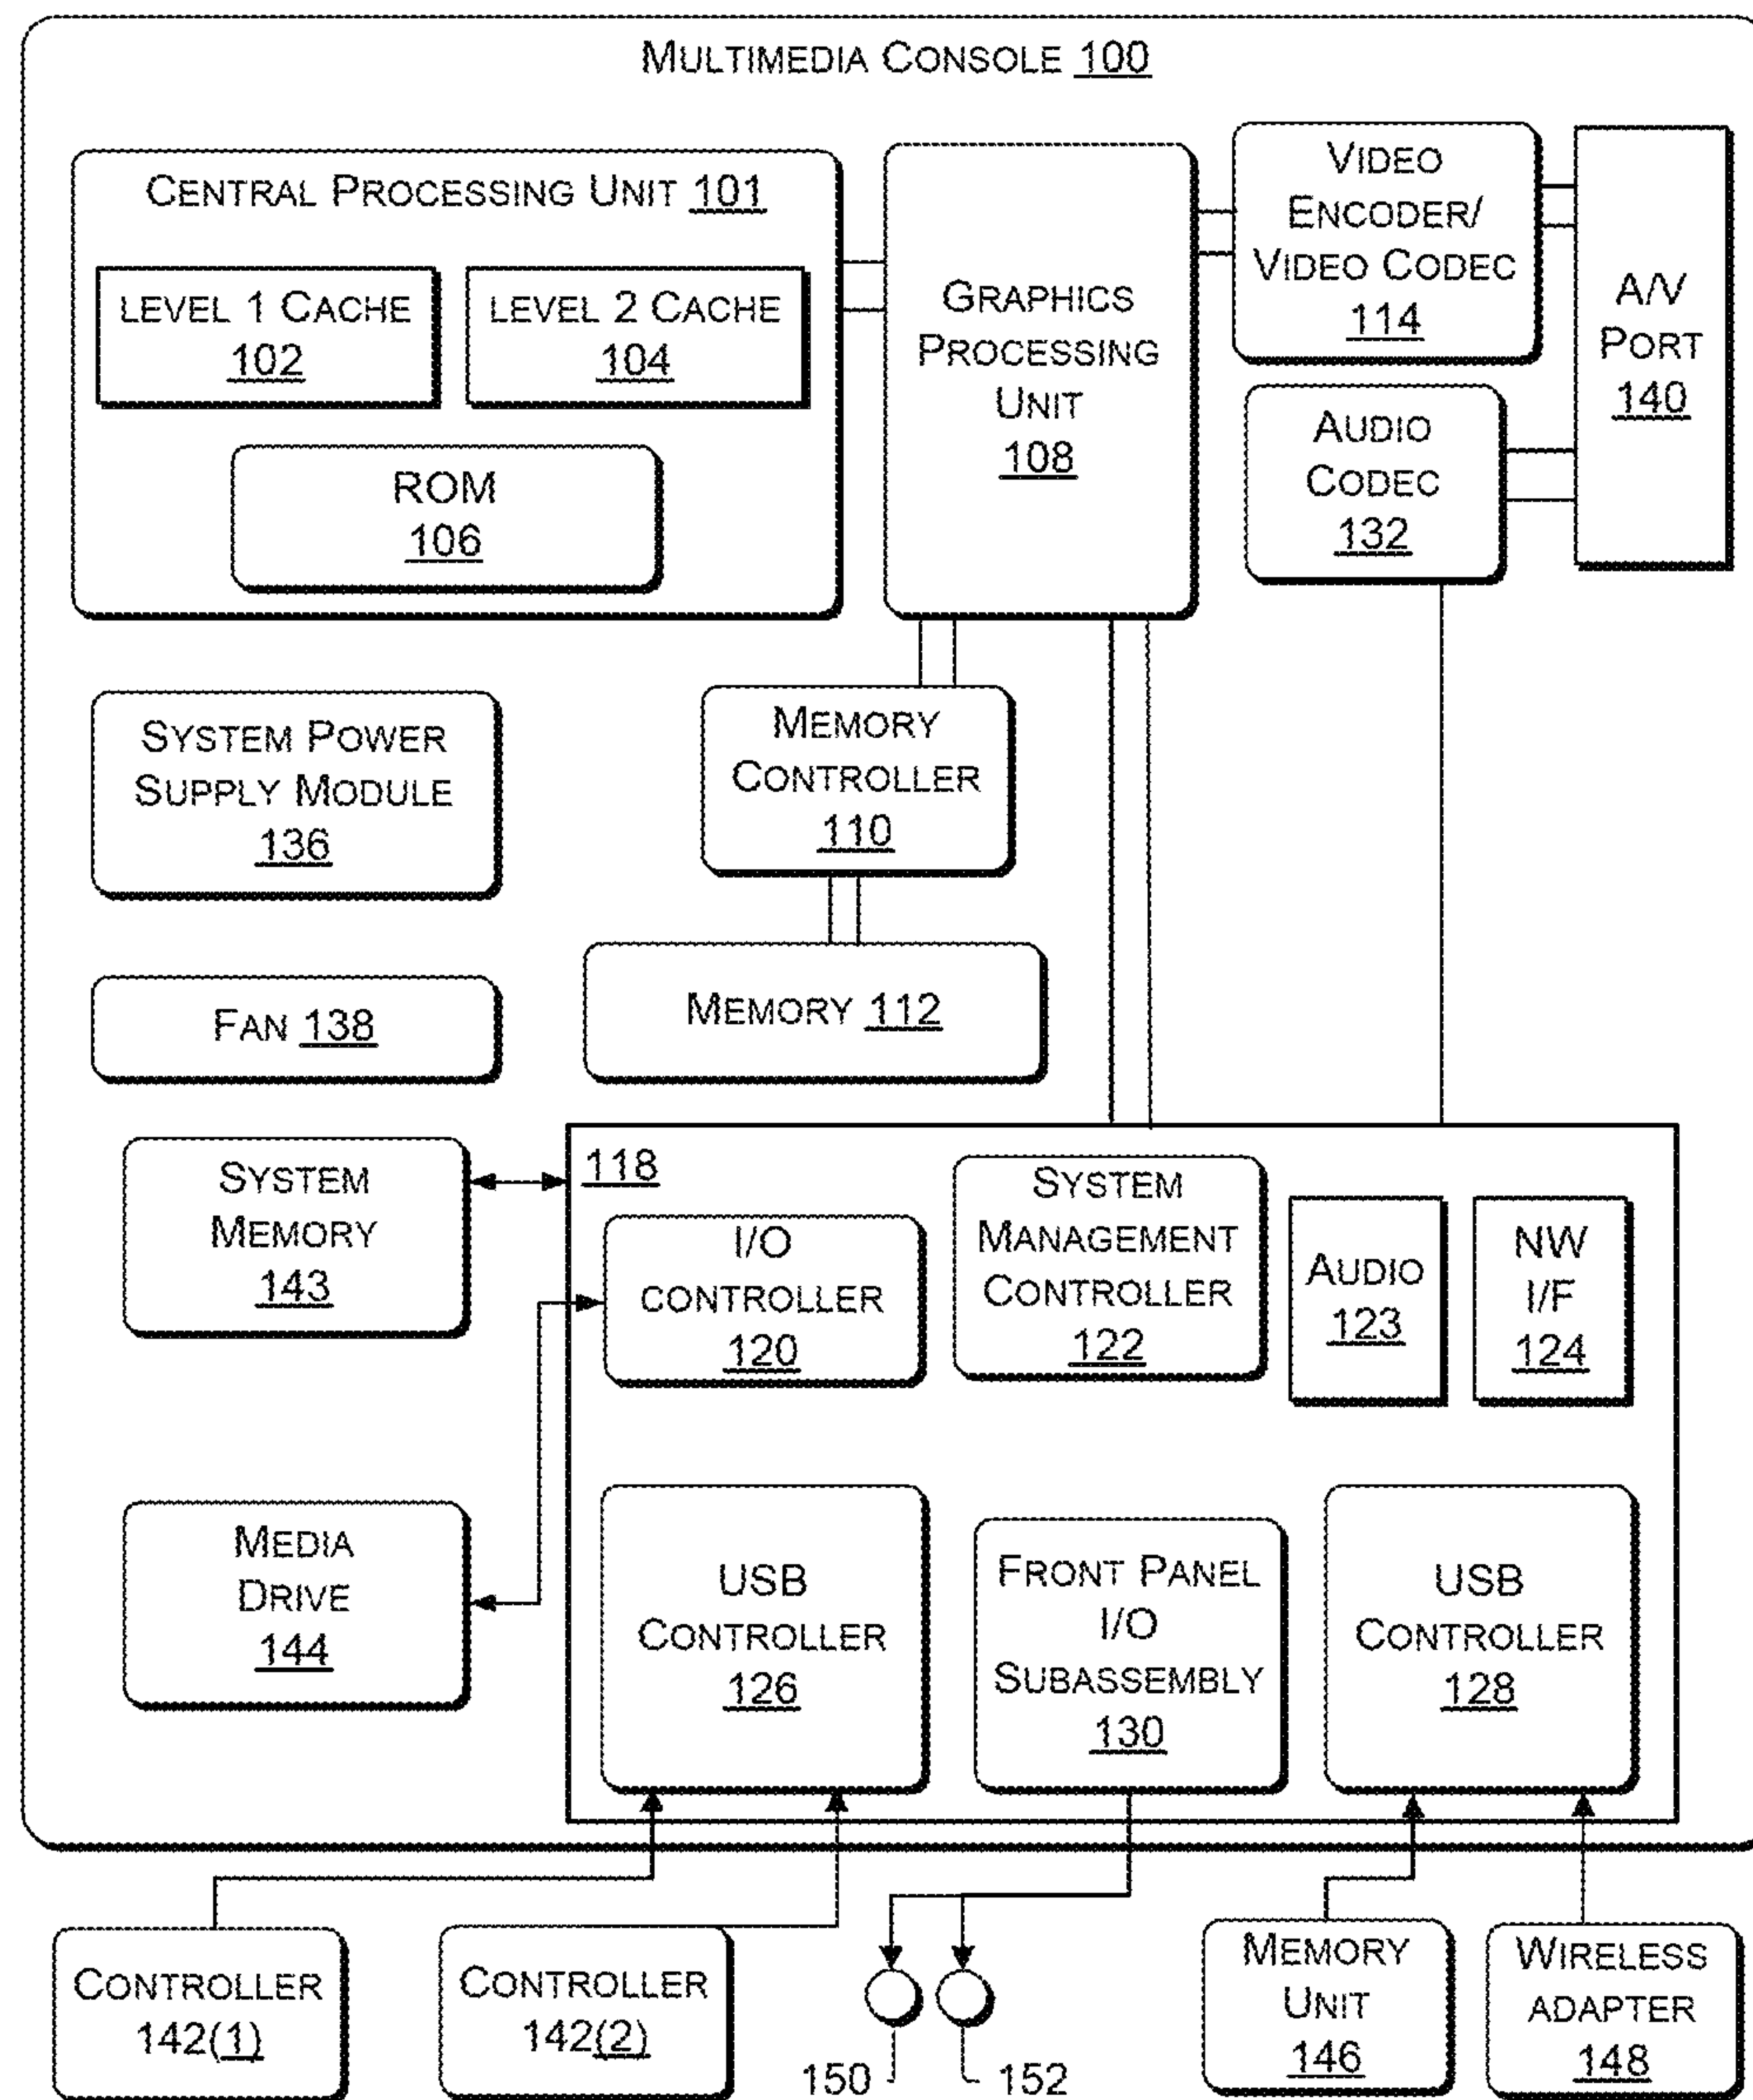 MULTIMEDIA CONSOLE 100
CENTRAL PROCESSING UNIT 101
LEVEL 1 CACHE
102
LEVEL 2 CACHE
104
ROM
106
GRAPHICS
PROCESSING
UNIT
108
VIDEO
ENCODER/
VIDEO CODEC
114
AUDIO
CODEC
132
A/V
PORT
140
SYSTEM POWER
SUPPLY MODULE
136
MEMORY
CONTROLLER
110
FAN 138
MEMORY 112
SYSTEM
MEMORY
143
118
I/O
CONTROLLER
120
SYSTEM
MANAGEMENT
CONTROLLER
122
AUDIO
123
NW
I/F
124
MEDIA
DRIVE
144
USB
CONTROLLER
126
FRONT PANEL
I/O
SUBASSEMBLY
130
USB
CONTROLLER
128
CONTROLLER
142(1)
CONTROLLER
142(2)
150
152
MEMORY
UNIT
146
WIRELESS
ADAPTER
148